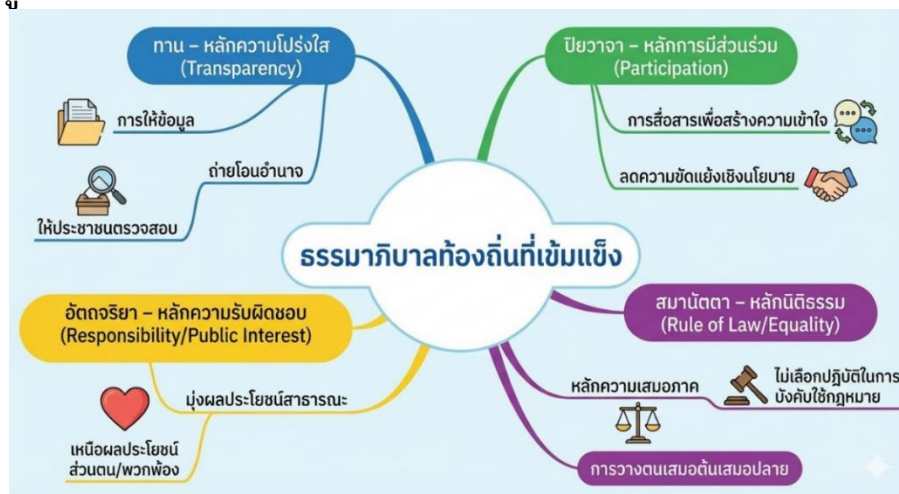 ทาน – หลักความโปร่งใส
(Transparency)
การให้ข้อมูล
ถ่ายโอนอำนาจ
ให้ประชาชนตรวจสอบ
ปิยวาจา – หลักการมีส่วนร่วม
(Participation)
การสื่อสารเพื่อสร้างความเข้าใจ
ลดความขัดแย้งเชิงนโยบาย
ธรรมาภิบาลท้องถิ่นที่เข้มแข็ง
อัตถจริยา – หลักความรับผิดชอบ
(Responsibility/Public Interest)
มุ่งผลประโยชน์สาธารณะ
เหนือผลประโยชน์
ส่วนตน/พวกพ้อง
สมานัตตา – หลักนิติธรรม
(Rule of Law/Equality)
หลักความเสมอภาค
ไม่เลือกปฏิบัติในการ
บังคับใช้กฎหมาย
การวางตนเสมอต้นเสมอปลาย